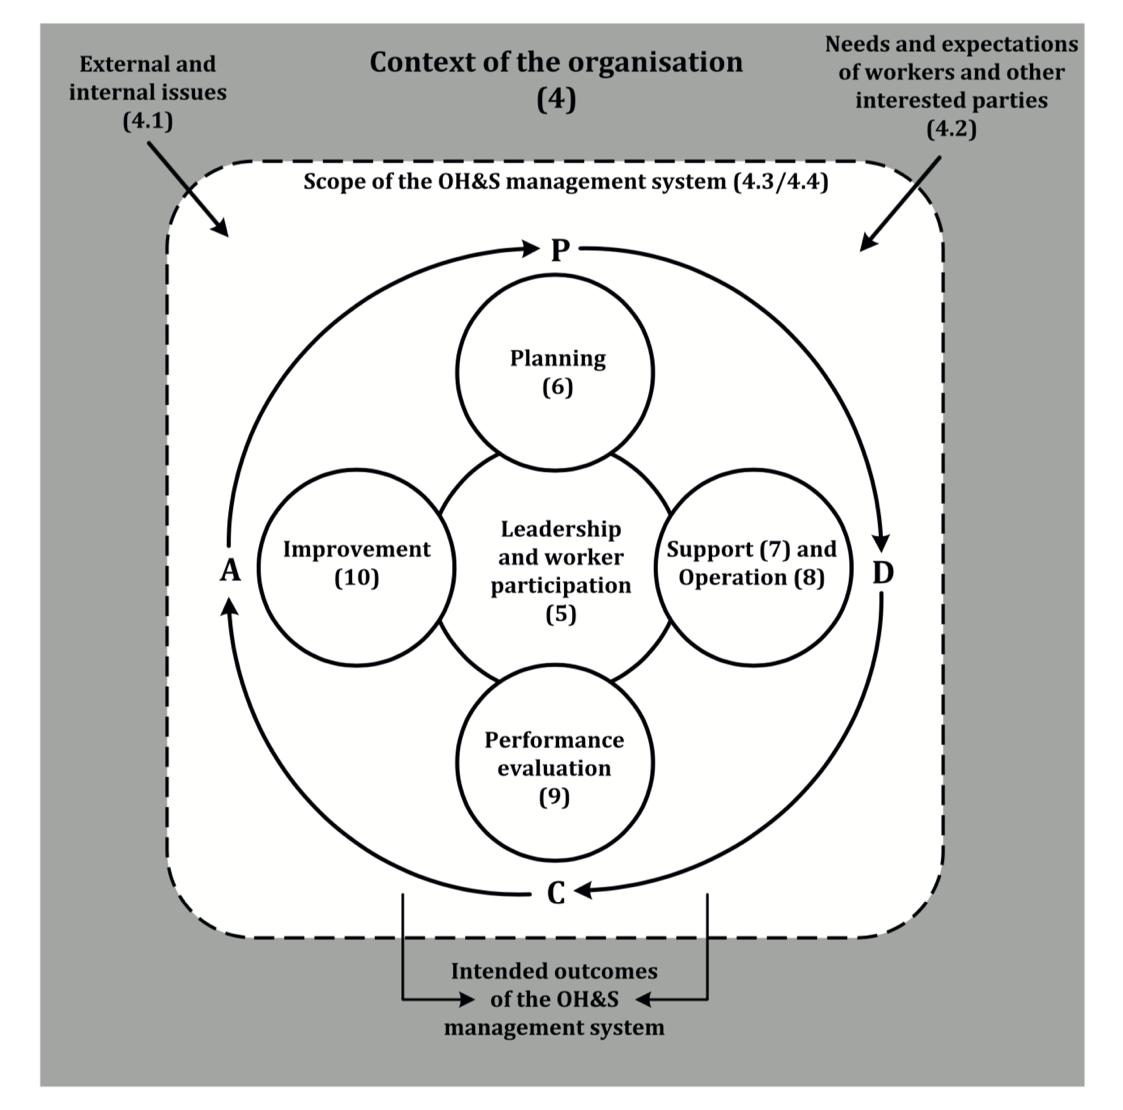 External and
internal issues
(4.1)
Context of the organisation
(4)
Needs and expectations
of workers and other
interested parties
(4.2)
Scope of the OH&S management system (4.3/4.4)
P
Planning
(6)
A
Improvement
(10)
Leadership
and worker
participation
(5)
Support (7) and
Operation (8)
D
Performance
evaluation
(9)
C
Intended outcomes
of the OH&S
management system